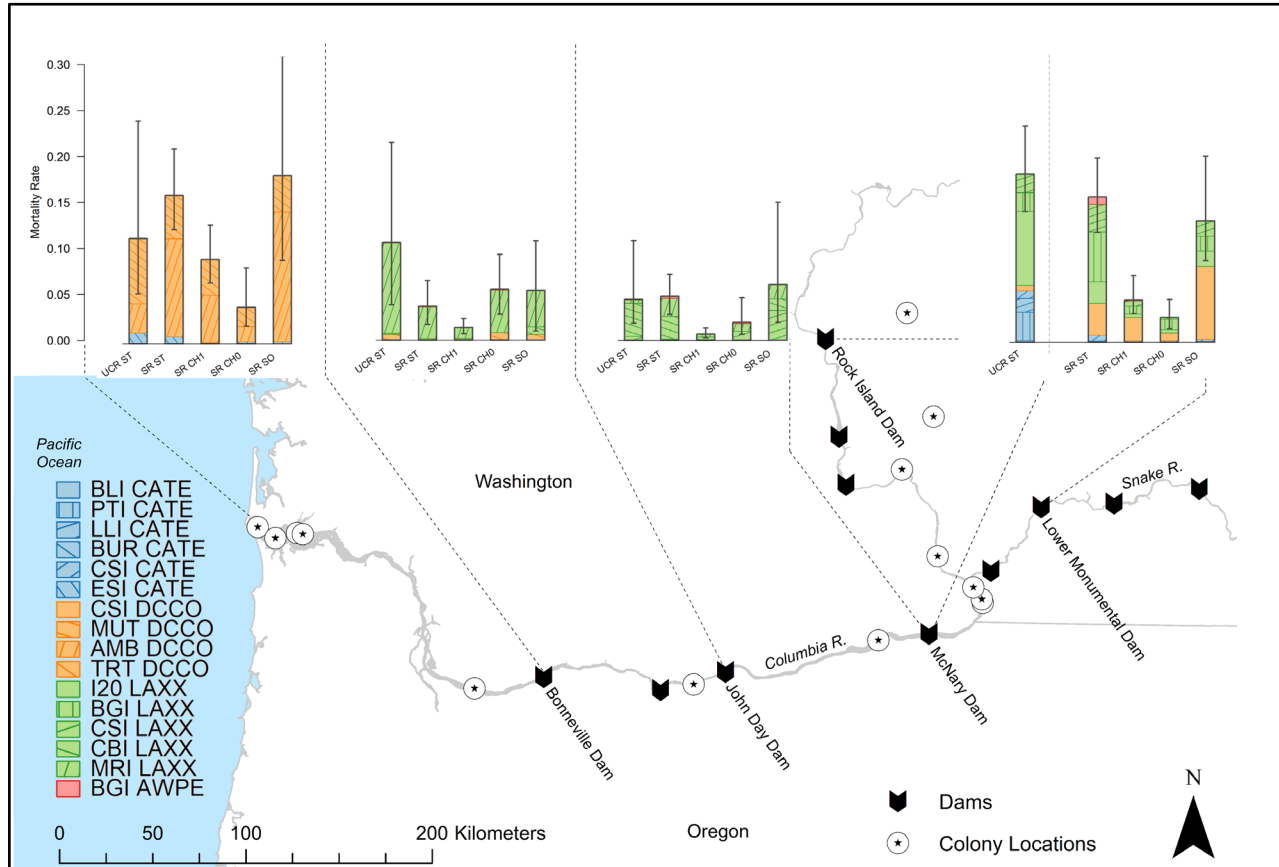 0.30
0.25
0.20
0.15
0.10
0.05
0.00
Mortality Rate
UCR ST
SR ST
SR CH1
SR CH0
SR SO
UCR ST
SR ST
SR CH1
SR CH0
SR SO
UCR ST
SR ST
SR CH1
SR CH0
SR SO
UCR ST
SR ST
SR CH1
SR CH0
SR SO
Rock Island Dam
Pacific
Ocean
Washington
Snake R.
Lower Monumental Dam
BLI CATE
PTI CATE
LLI CATE
BUR CATE
CSI CATE
ESI CATE
CSI DCCO
MUT DCCO
AMB DCCO
TRT DCCO
I20 LAXX
BGI LAXX
CSI LAXX
CBI LAXX
MRI LAXX
BGI AWPE
Columbia R.
Bonneville Dam
John Day Dam
McNary Dam
N
Dams
Colony Locations
0 50 100 200 Kilometers
Oregon